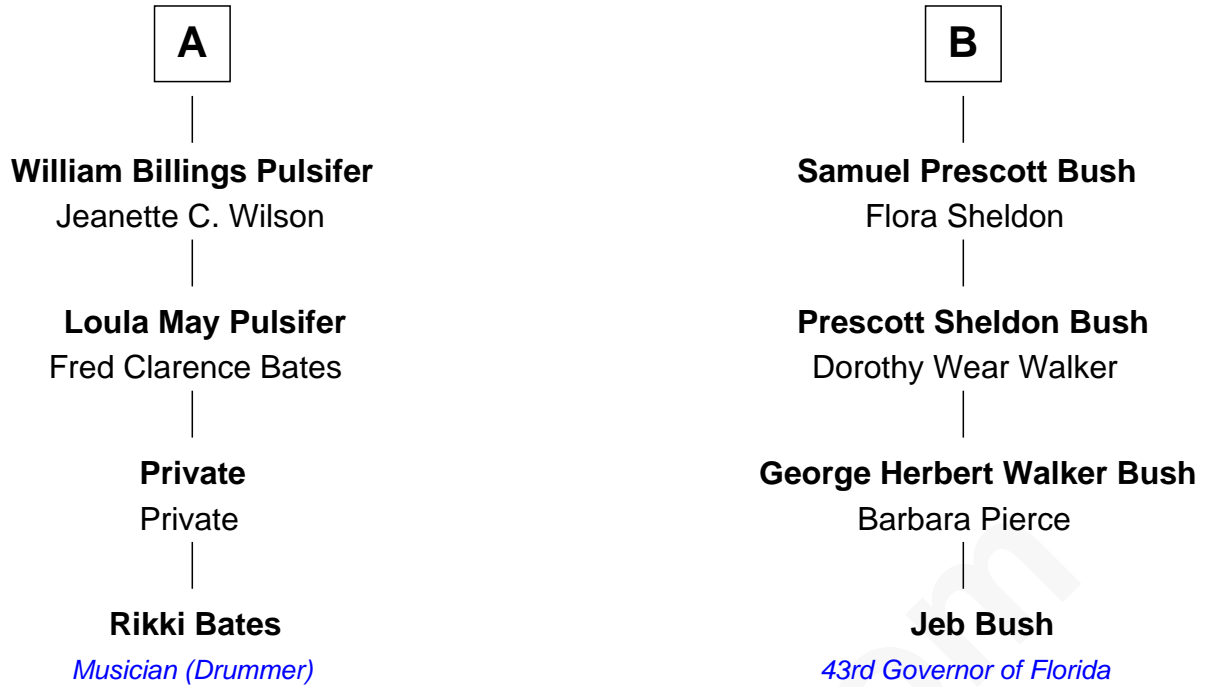 A
William Billings Pulsifer
Jeanette C. Wilson
Loula May Pulsifer
Fred Clarence Bates
Private
Private
Rikki Bates
Musician (Drummer)
B
Samuel Prescott Bush
Flora Sheldon
Prescott Sheldon Bush
Dorothy Wear Walker
George Herbert Walker Bush
Barbara Pierce
Jeb Bush
43rd Governor of Florida